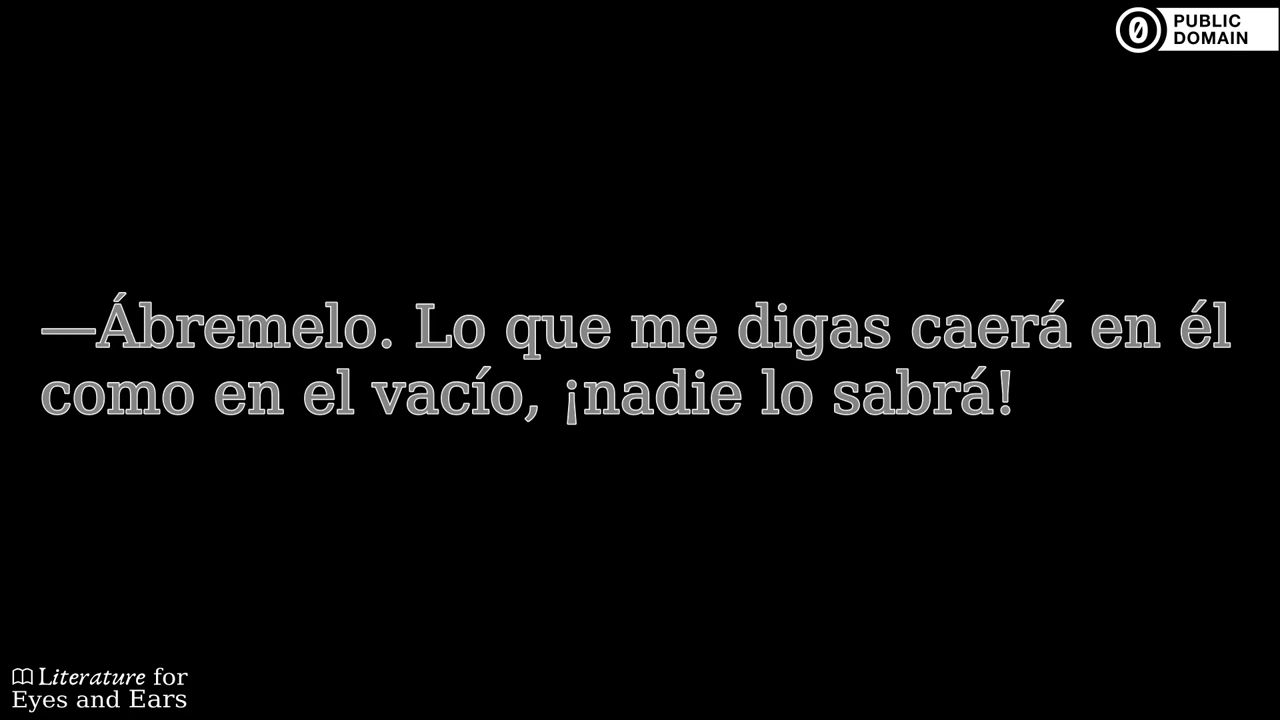 PUBLIC
DOMAIN
—Ábremelo. Lo que me digas caerá en él
como en el vacío, ¡nadie lo sabrá!
Literature for
Eyes and Ears